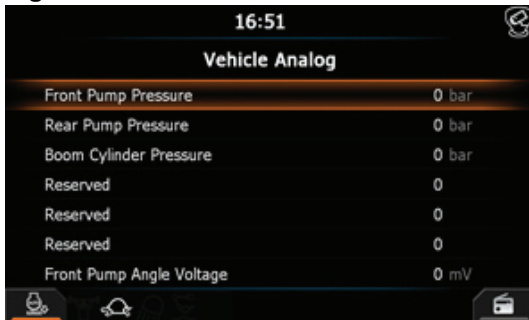 16:51
Vehicle Analog
Front Pump Pressure 0 bar
Rear Pump Pressure 0 bar
Boom Cylinder Pressure 0 bar
Reserved 0
Reserved 0
Reserved 0
Front Pump Angle Voltage 0 mV